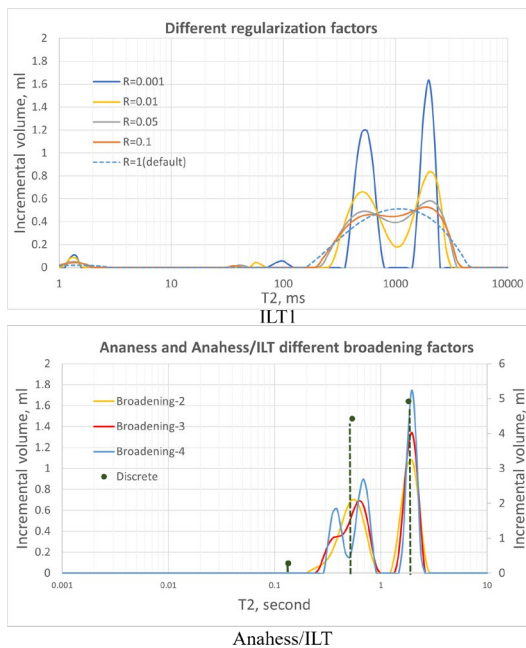 Different regularization factors
Incremental volume, ml
2
1.8
1.6
1.4
1.2
1
0.8
0.6
0.4
0.2
0
R=0.001
R=0.01
R=0.05
R=0.1
R=1(default)
1 10 100 1000 10000
T2, ms
ILT1
Ananess and Anahess/ILT different broadening factors
Incremental volume, ml
2
1.8
1.6
1.4
1.2
1
0.8
0.6
0.4
0.2
0
Broadening-2
Broadening-3
Broadening-4
Discrete
6
5
4
3
2
1
0
Incremental volume, ml
0.001 0.01 0.1 1 10
T2, second
Anahess/ILT